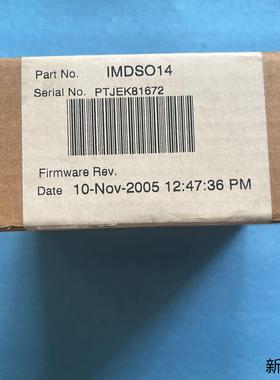 Part No. IMDSO14
Serial No. PTJEK81672
Firmware Rev.
Date 10-Nov-2005 12:47:36 PM
新